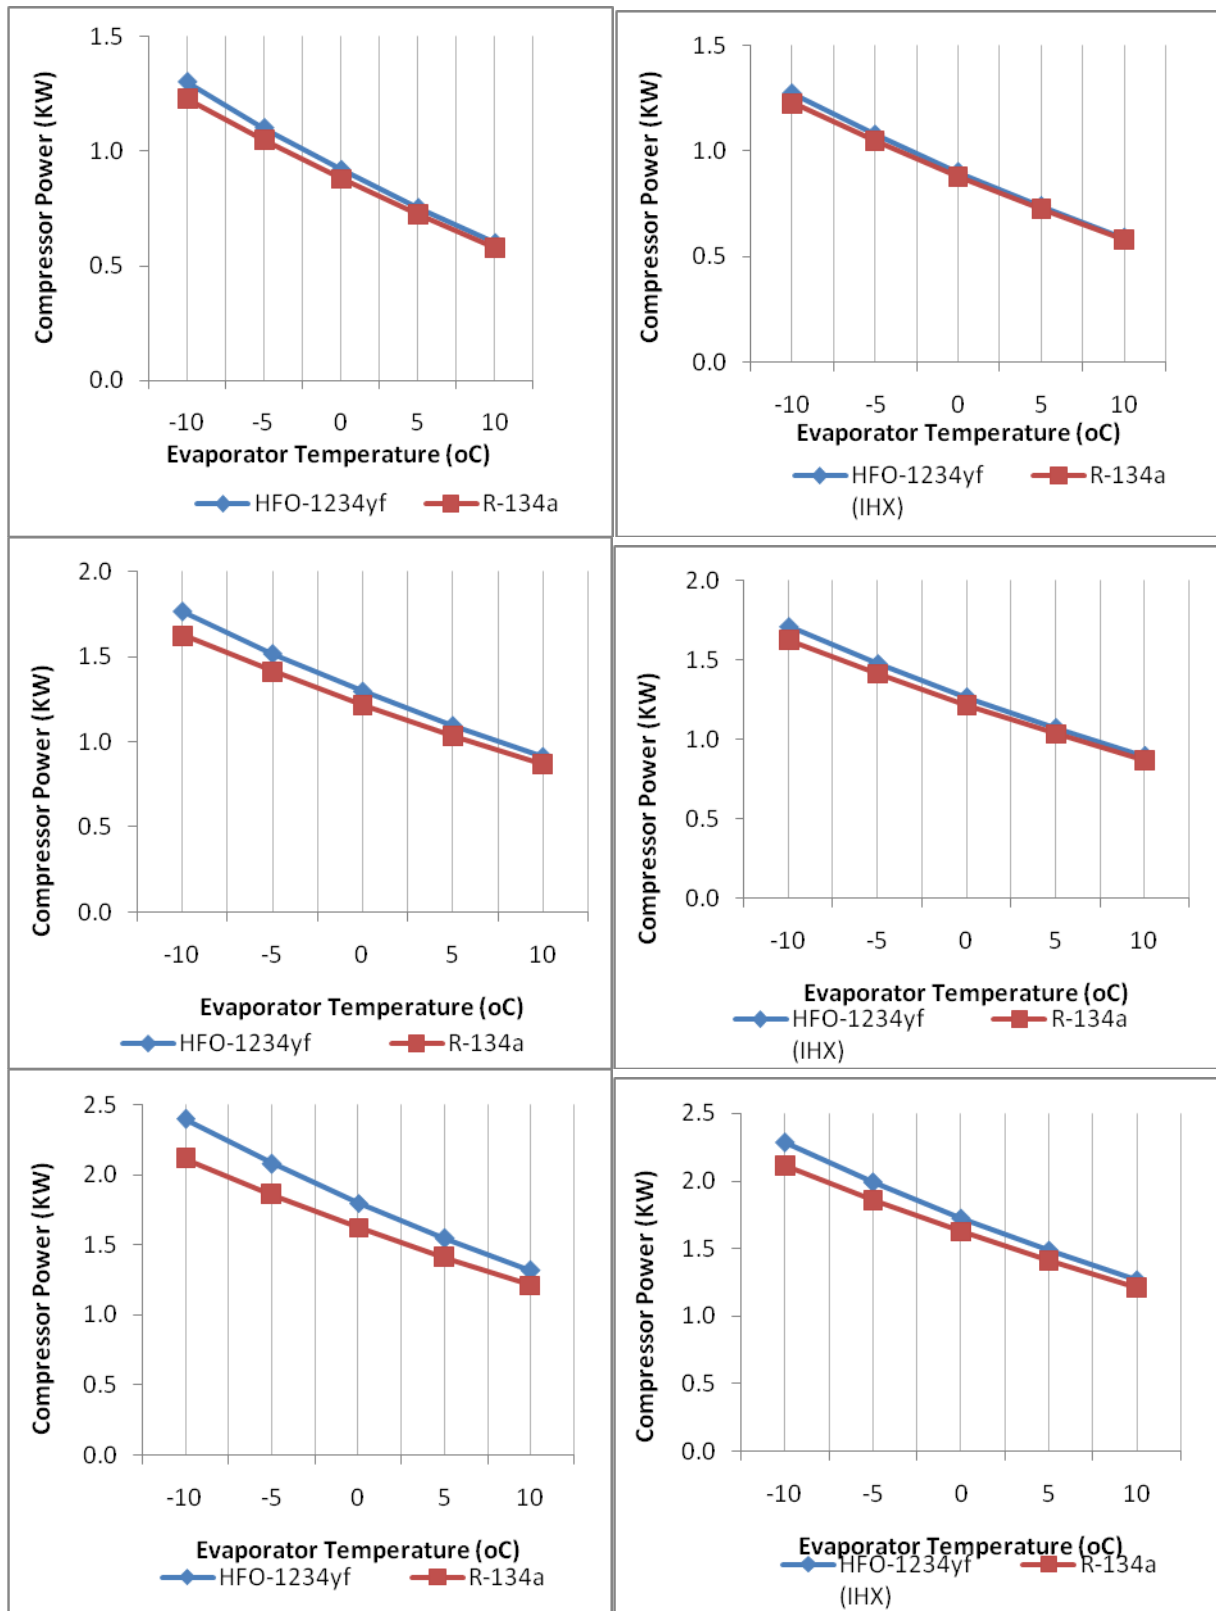 Compressor Power (KW)
1.5
1.0
0.5
0.0
-10 -5 0 5 10
Evaporator Temperature (oC)
HFO-1234yf R-134a
Compressor Power (KW)
1.5
1.0
0.5
0.0
-10 -5 0 5 10
Evaporator Temperature (oC)
HFO-1234yf R-134a
(IHX)
Compressor Power (KW)
2.0
1.5
1.0
0.5
0.0
-10 -5 0 5 10
Evaporator Temperature (oC)
HFO-1234yf R-134a
Compressor Power (KW)
2.0
1.5
1.0
0.5
0.0
-10 -5 0 5 10
Evaporator Temperature (oC)
HFO-1234yf R-134a
(IHX)
Compressor Power (KW)
2.5
2.0
1.5
1.0
0.5
0.0
-10 -5 0 5 10
Evaporator Temperature (oC)
HFO-1234yf R-134a
Compressor Power (KW)
2.5
2.0
1.5
1.0
0.5
0.0
-10 -5 0 5 10
Evaporator Temperature (oC)
HFO-1234yf R-134a
(IHX)